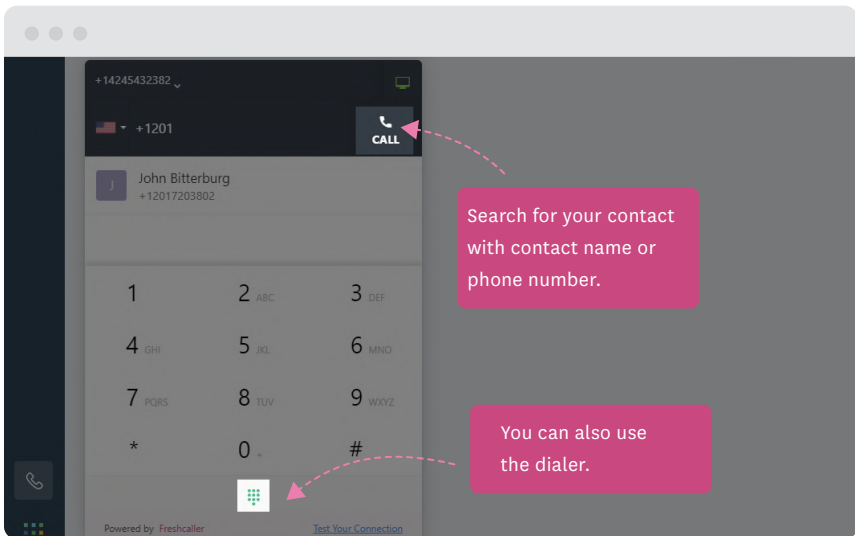 +14245432382
+1201
CALL
J
John Bitterburg
+12017203802
Search for your contact
with contact name or
phone number.
1
2 ABC
3 DEF
4 GHI
5 JKL
6 MNO
7 PQRS
8 TUV
9 WXYZ
*
0 +
#
You can also use
the dialer.
Powered by Freshcaller
Test Your Connection